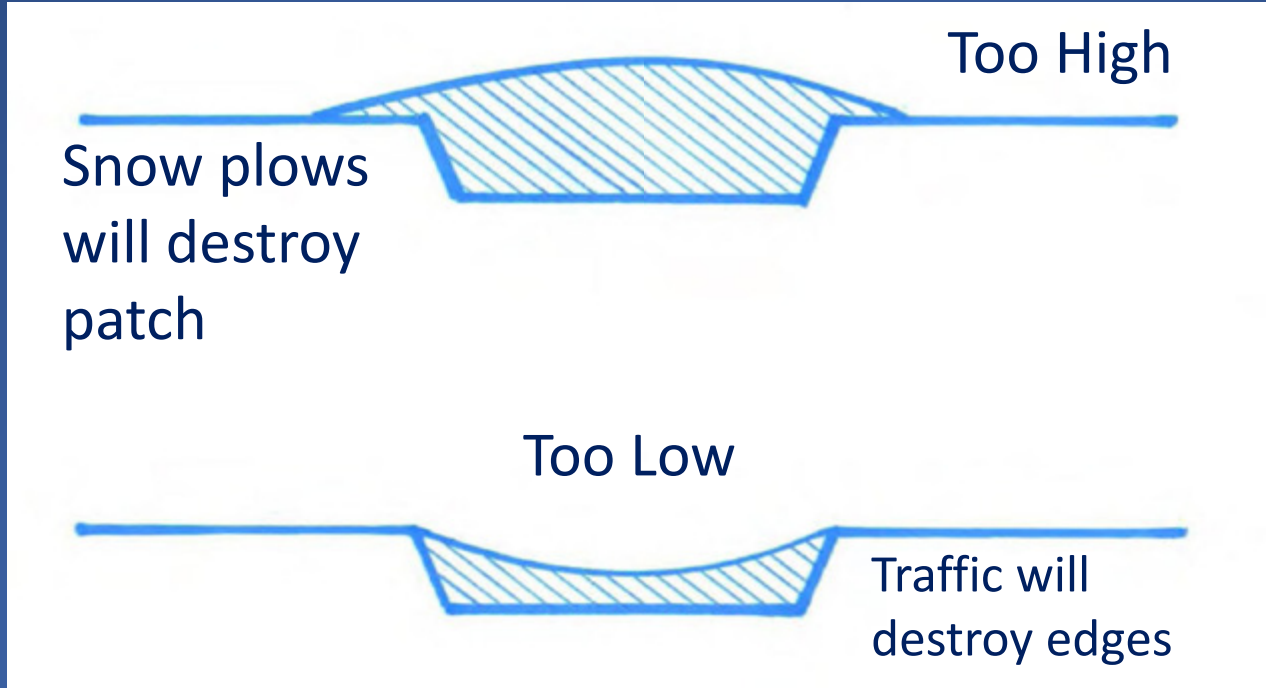 Too High
Snow plows
will destroy
patch
Too Low
Traffic will
destroy edges